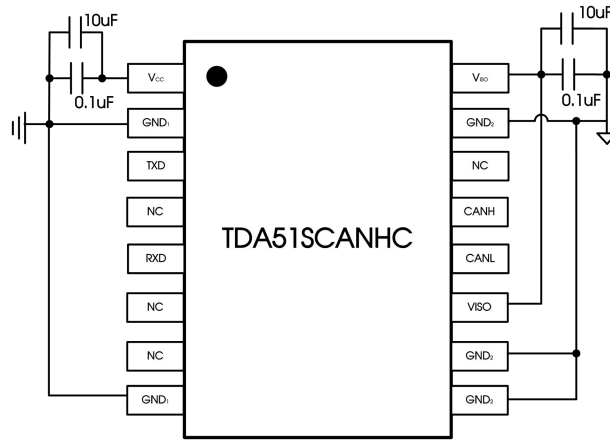 10uF
10uF
0.1uF
0.1uF
Vcc
GND1
TXD
NC
RXD
NC
NC
GND1
TDA51SCANHC
VISO
GND2
NC
CANH
CANL
VISO
GND2
GND2